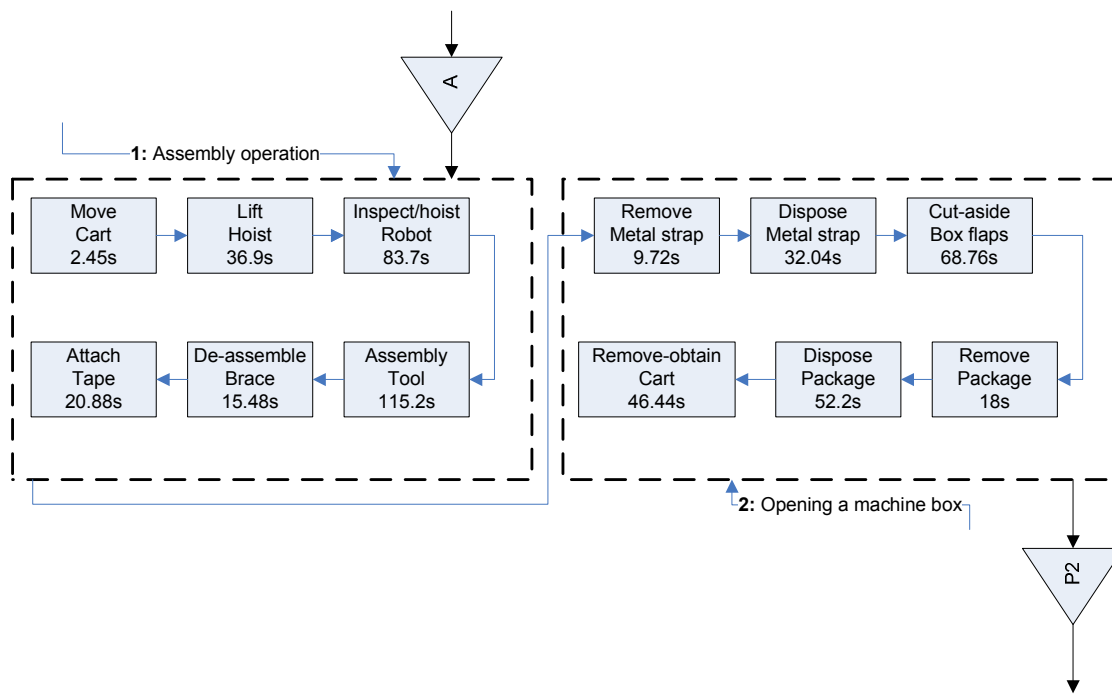 A
1: Assembly operation
Move
Cart
2.45s
Lift
Hoist
36.9s
Inspect/hoist
Robot
83.7s
Attach
Tape
20.88s
De-assemble
Brace
15.48s
Assembly
Tool
115.2s
Remove
Metal strap
9.72s
Dispose
Metal strap
32.04s
Cut-aside
Box flaps
68.76s
Remove-obtain
Cart
46.44s
Dispose
Package
52.2s
Remove
Package
18s
2: Opening a machine box
P2